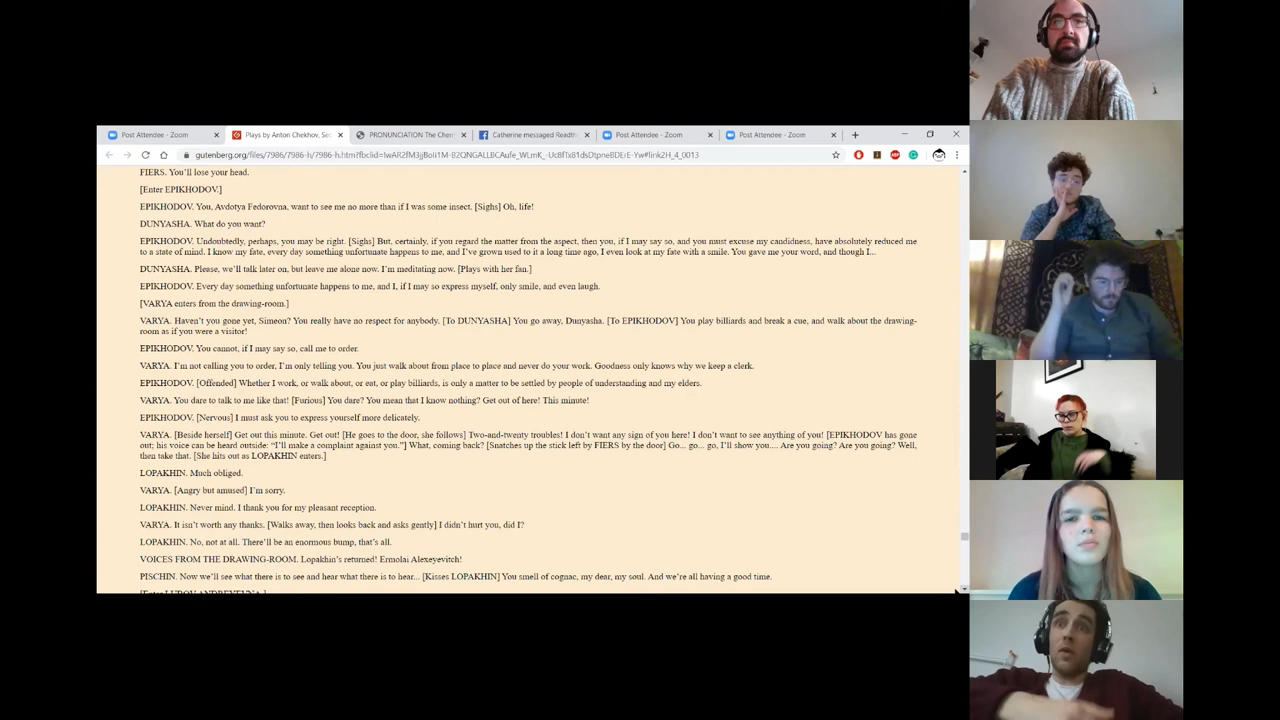 Post Attendee - Zoom
Plays by Anton Chekhov, Sec
PRONUNCIATION The Cher
Catherine messaged Readth
Post Attendee - Zoom
Post Attendee - Zoom
FIERS. You'll lose your head.
[Enter EPIKHODOV.]
EPIKHODOV. You, Avdotya Fedorovna, want to see me no more than if I was some insect. [Sighs] Oh, life!
DUNYASHA. What do you want?
EPIKHODOV. Undoubtedly, perhaps, you may be right. [Sighs] But, certainly, if you regard the matter from the aspect, then you, if I may say so, and you must excuse my candidness, have absolutely reduced me
to a state of mind. I know my fate, every day something unfortunate happens to me, and I've grown used to it a long time ago, I even look at my fate with a smile. You gave me your word, and though I...
DUNYASHA. Please, we'll talk later on, but leave me alone now. I'm meditating now. [Plays with her fan.]
EPIKHODOV. Every day something unfortunate happens to me, and I, if I may so express myself, only smile, and even laugh.
[VARYA enters from the drawing-room.]
VARYA. Haven't you gone yet, Simeon? You really have no respect for anybody. [To DUNYASHA] You go away, Dunyasha. [To EPIKHODOV] You play billiards and break a cue, and walk about the drawing-
room as if you were a visitor!
EPIKHODOV. You cannot, if I may say so, call me to order.
VARYA. I'm not calling you to order, I'm only telling you. You just walk about from place to place and never do your work. Goodness only knows why we keep a clerk.
EPIKHODOV. [Offended] Whether I work, or walk about, or eat, or play billiards, is only a matter to be settled by people of understanding and my elders.
VARYA. You dare to talk to me like that! [Furious] You dare? You mean that I know nothing? Get out of here! This minute!
EPIKHODOV. [Nervous] I must ask you to express yourself more delicately.
VARYA. [Beside herself] Get out this minute. Get out! [He goes to the door, she follows] Two-and-twenty troubles! I don't want any sign of you here! I don't want to see anything of you! [EPIKHODOV has gone
out; his voice can be heard outside: "I'll make a complaint against you."] What, coming back? [Snatches up the stick left by FIERS by the door] Go... go... go, I'll show you.... Are you going? Are you going? Well,
then take that. [She hits out as LOPAKHIN enters.]
LOPAKHIN. Much obliged.
VARYA. [Angry but amused] I'm sorry.
LOPAKHIN. Never mind. I thank you for my pleasant reception.
VARYA. It isn't worth any thanks. [Walks away, then looks back and asks gently] I didn't hurt you, did I?
LOPAKHIN. No, not at all. There'll be an enormous bump, that's all.
VOICES FROM THE DRAWING-ROOM. Lopakhin's returned! Ermolai Alexeyevitch!
PISCHIN. Now we'll see what there is to see and hear what there is to hear... [Kisses LOPAKHIN] You smell of cognac, my dear, my soul. And we're all having a good time.